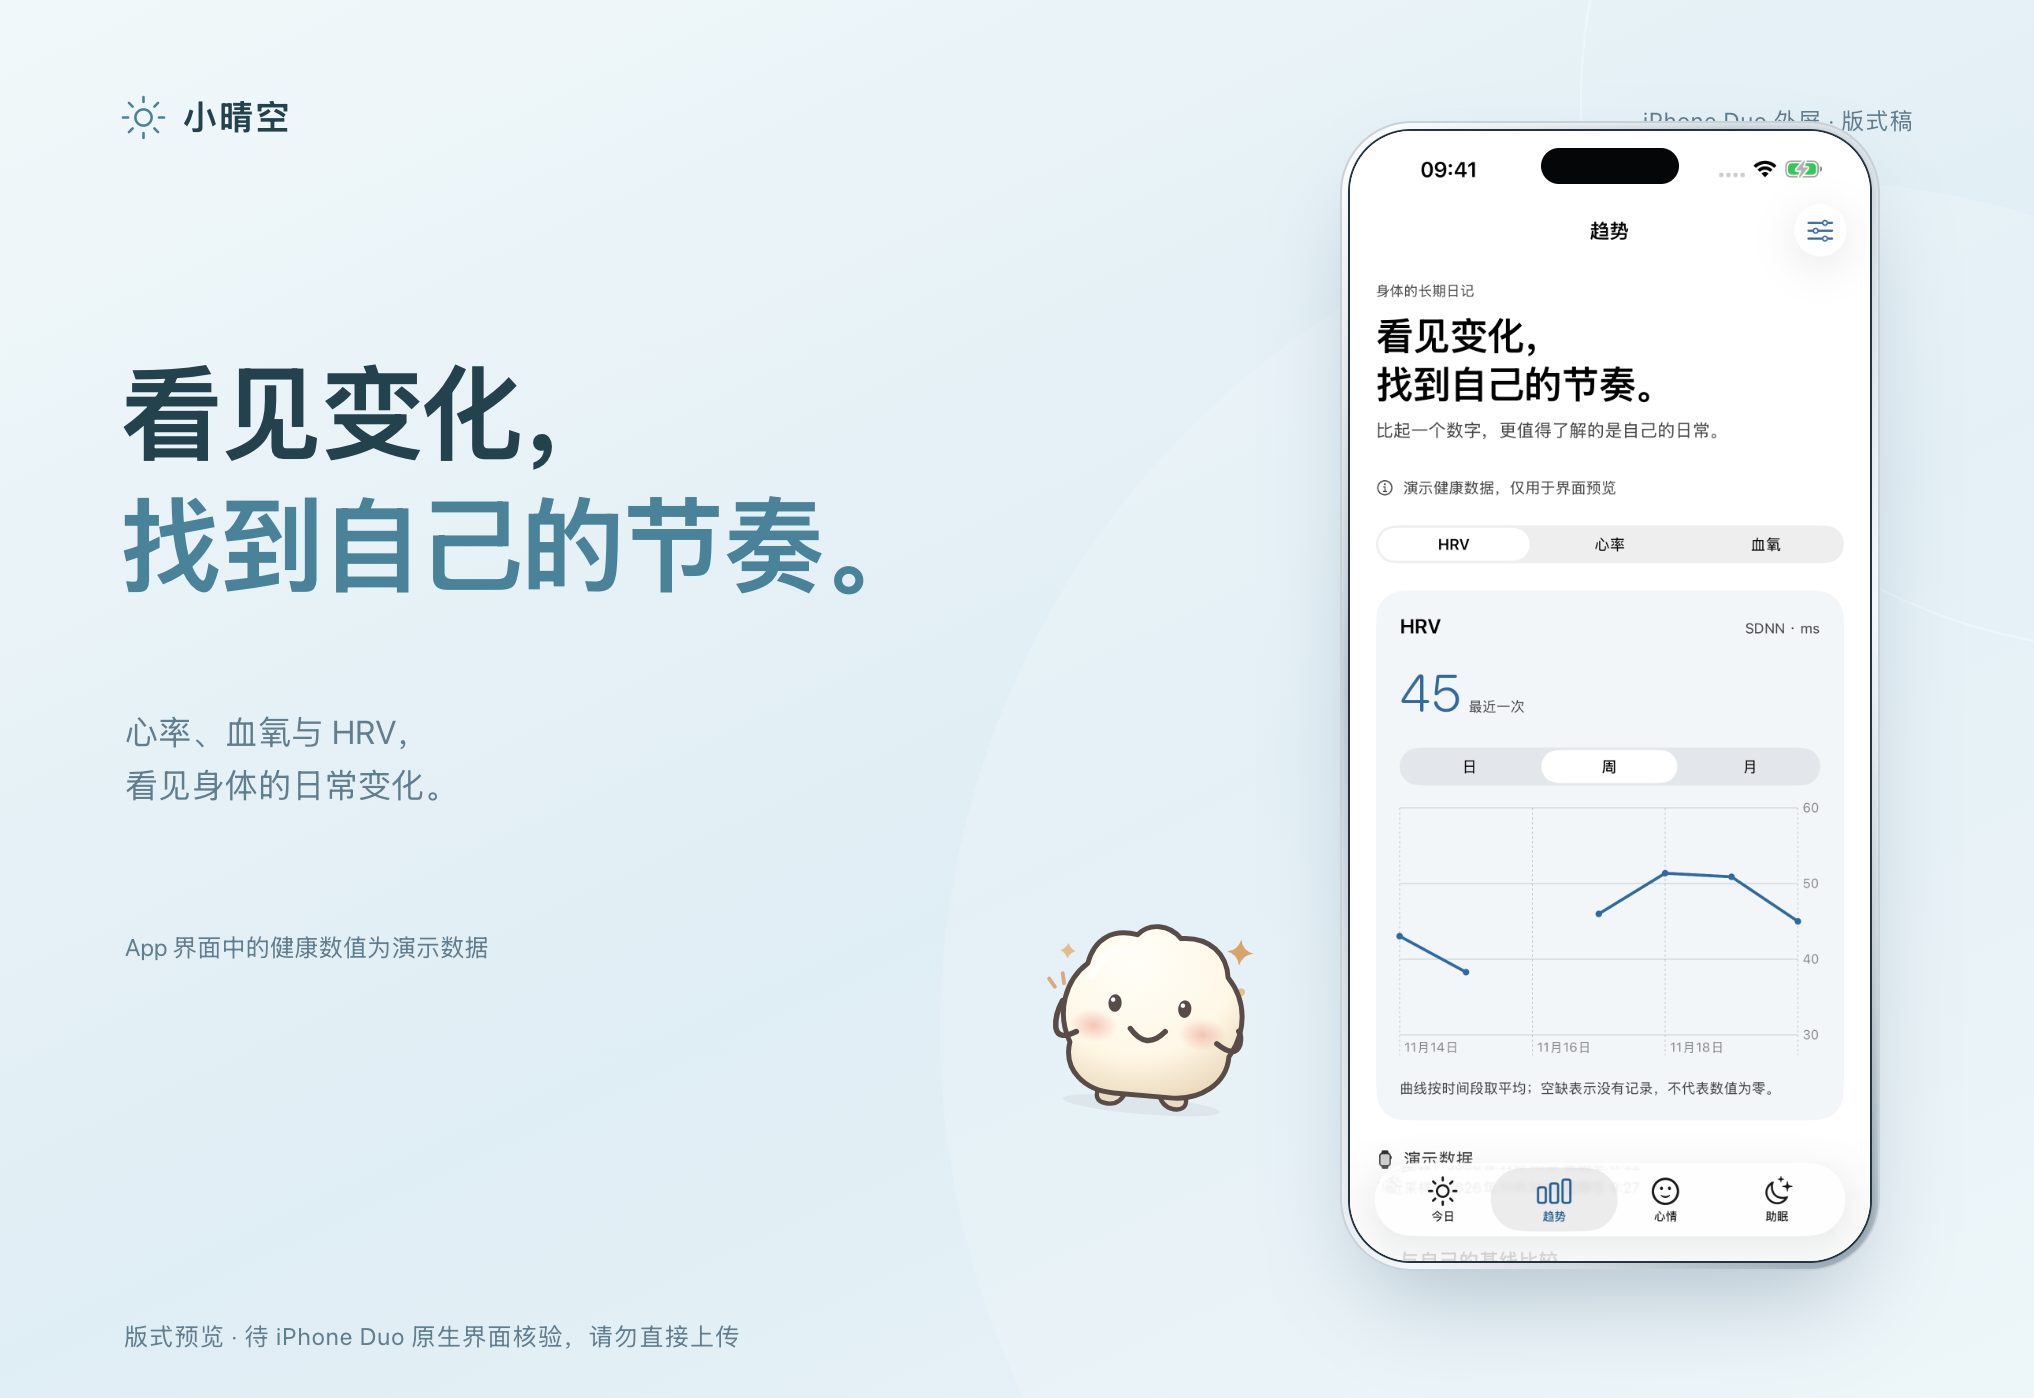 小晴空
iPhone Duo 外屏 · 版式稿
看见变化，
找到自己的节奏。
心率、血氧与 HRV，
看见身体的日常变化。
App 界面中的健康数值为演示数据
版式预览 · 待 iPhone Duo 原生界面核验，请勿直接上传
09:41
趋势
身体的长期日记
看见变化，
找到自己的节奏。
比起一个数字，更值得了解的是自己的日常。
演示健康数据，仅用于界面预览
HRV 心率 血氧
HRV SDNN · ms
45 最近一次
日 周 月
60
50
40
30
11月14日 11月16日 11月18日
曲线按时间段取平均；空缺表示没有记录，不代表数值为零。
演示数据
今日 趋势 心情 助眠
与自己的基线比较